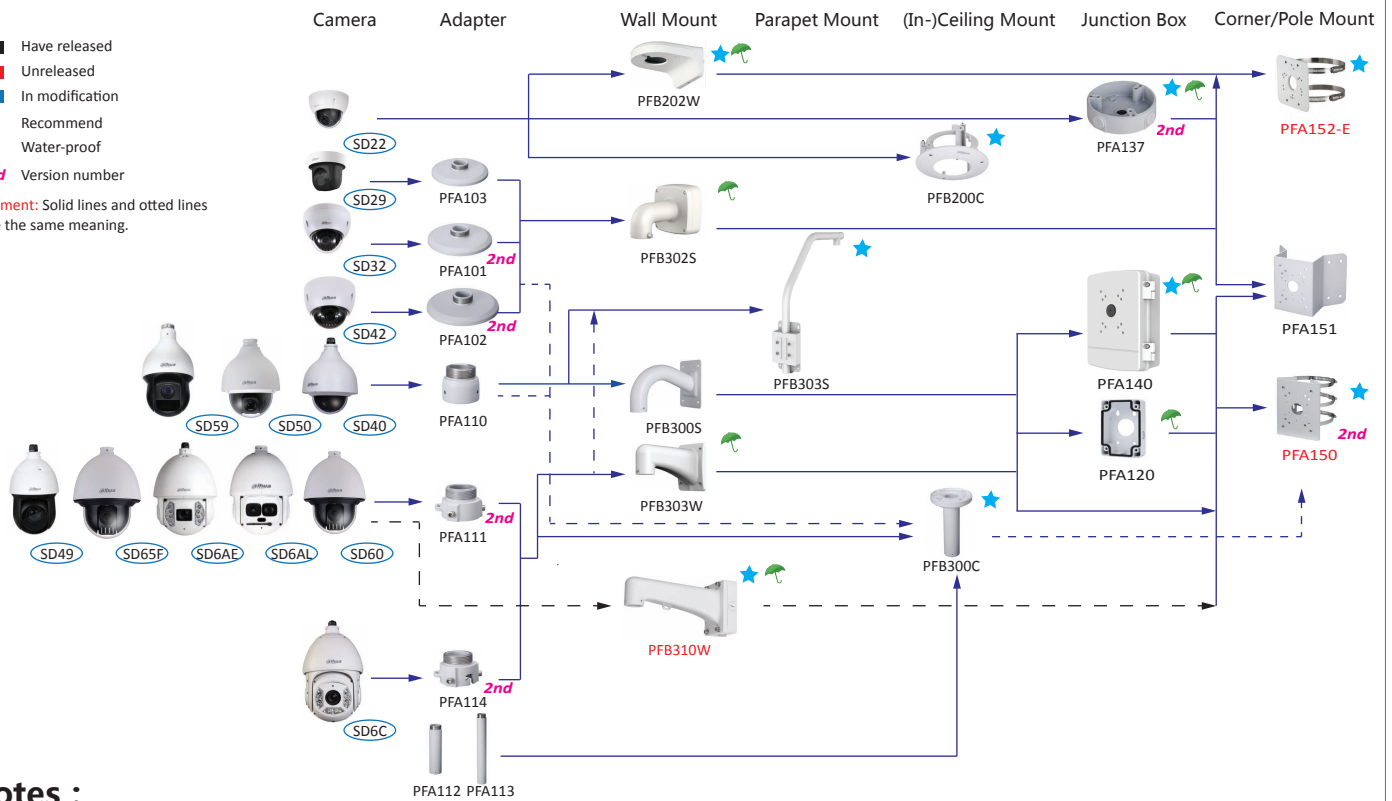 Camera Adapter Wall Mount Parapet Mount (In-)Ceiling Mount Junction Box Corner/Pole Mount
Have released
Unreleased
In modification
Recommend
Water-proof
d Version number
ment: Solid lines and otted lines
e the same meaning.
PFB202W
SD22
2nd
PFA137
PFA152-E
SD29
PFA103
PFB200C
SD32
PFA101
2nd
PFB302S
SD42
PFA102
2nd
PFB303S
PFA140
PFA151
SD59
SD50
SD40
PFA110
PFB300S
PFA120
2nd
PFA150
SD49
SD65F
SD6AE
SD6AL
SD60
PFA111
2nd
PFB303W
PFB300C
PFB310W
SD6C
PFA114
2nd
PFA112 PFA113
otes :